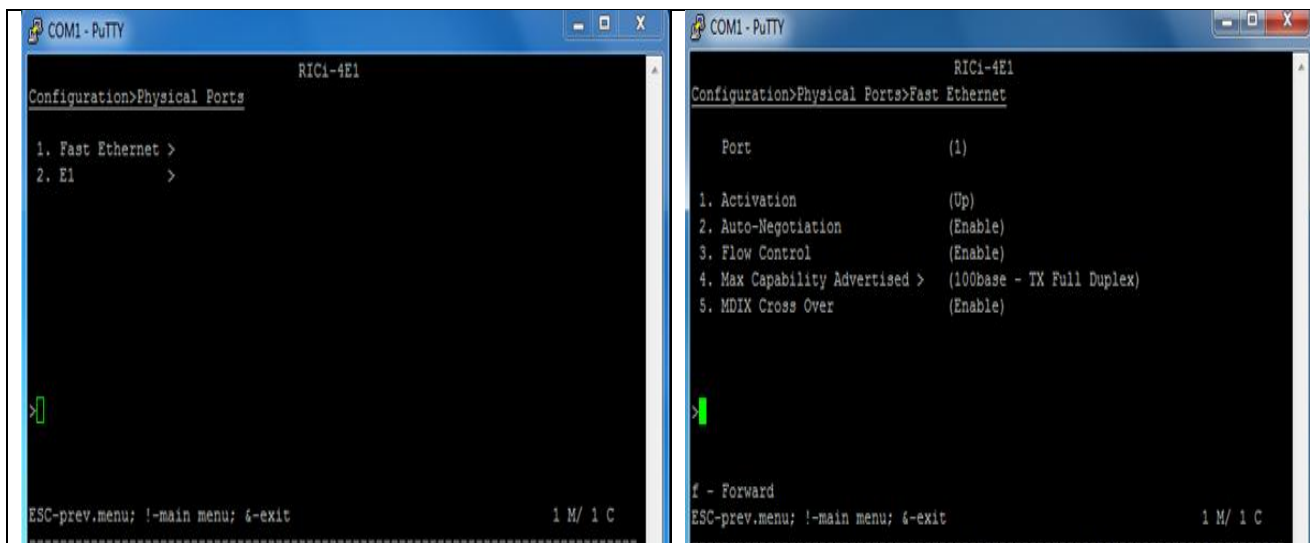 COM1 - PuTTY
RICi-4E1
Configuration>Physical Ports
1. Fast Ethernet >
2. E1 >
>
ESC-prev.menu; !-main menu; &-exit 1 M/ 1 C
COM1 - PuTTY
RICi-4E1
Configuration>Physical Ports>Fast Ethernet
Port (1)
1. Activation (Up)
2. Auto-Negotiation (Enable)
3. Flow Control (Enable)
4. Max Capability Advertised > (100base - TX Full Duplex)
5. MDIX Cross Over (Enable)
>
f - Forward
ESC-prev.menu; !-main menu; &-exit 1 M/ 1 C